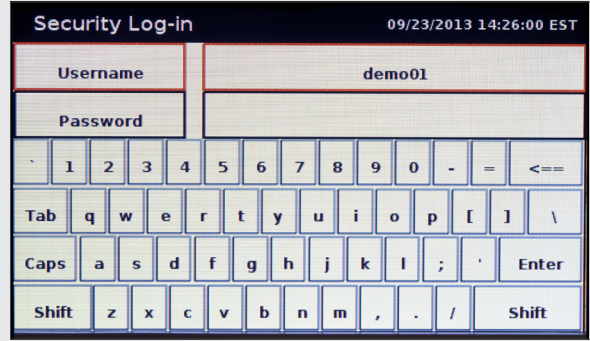 Security Log-in 09/23/2013 14:26:00 EST
Username demo01
Password
` 1 2 3 4 5 6 7 8 9 0 - = <==
Tab q w e r t y u i o p [ ] \
Caps a s d f g h j k l ; ' Enter
Shift z x c v b n m , . / Shift